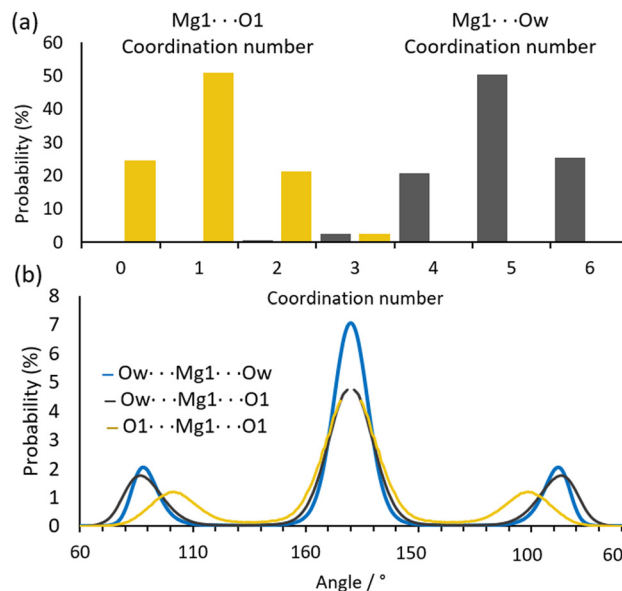 (a)
Mg1···O1
Coordination number
Mg1···Ow
Coordination number
Probability (%)
60
50
40
30
20
10
0
0 1 2 3 4 5 6
Coordination number
(b)
Probability (%)
8
7
6
5
4
3
2
1
0
Ow···Mg1···Ow
Ow···Mg1···O1
O1···Mg1···O1
60 110 160 150 100 60
Angle / °